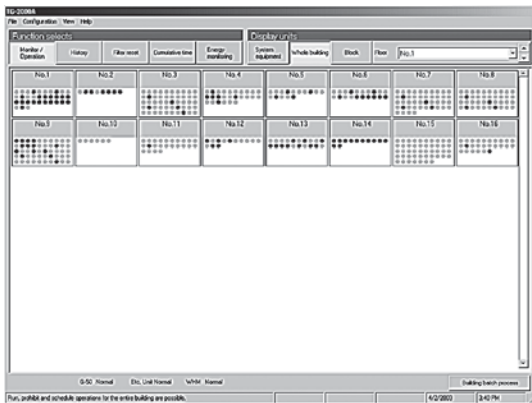 TG-2000A
File Configuration View Help
Function selects
Display units
Monitor / Operation
History
Filter reset
Cumulative time
Energy monitoring
System equipment
Whole building
Block
Floor
No.1
No.1 No.2 No.3 No.4 No.5 No.6 No.7 No.8
No.9 No.10 No.11 No.12 No.13 No.14 No.15 No.16
G-50 Normal Etc. Unit Normal WHM Normal
Building batch process
Run, prohibit and schedule operations for the entire building are possible.
4/2/2003
3:40 PM